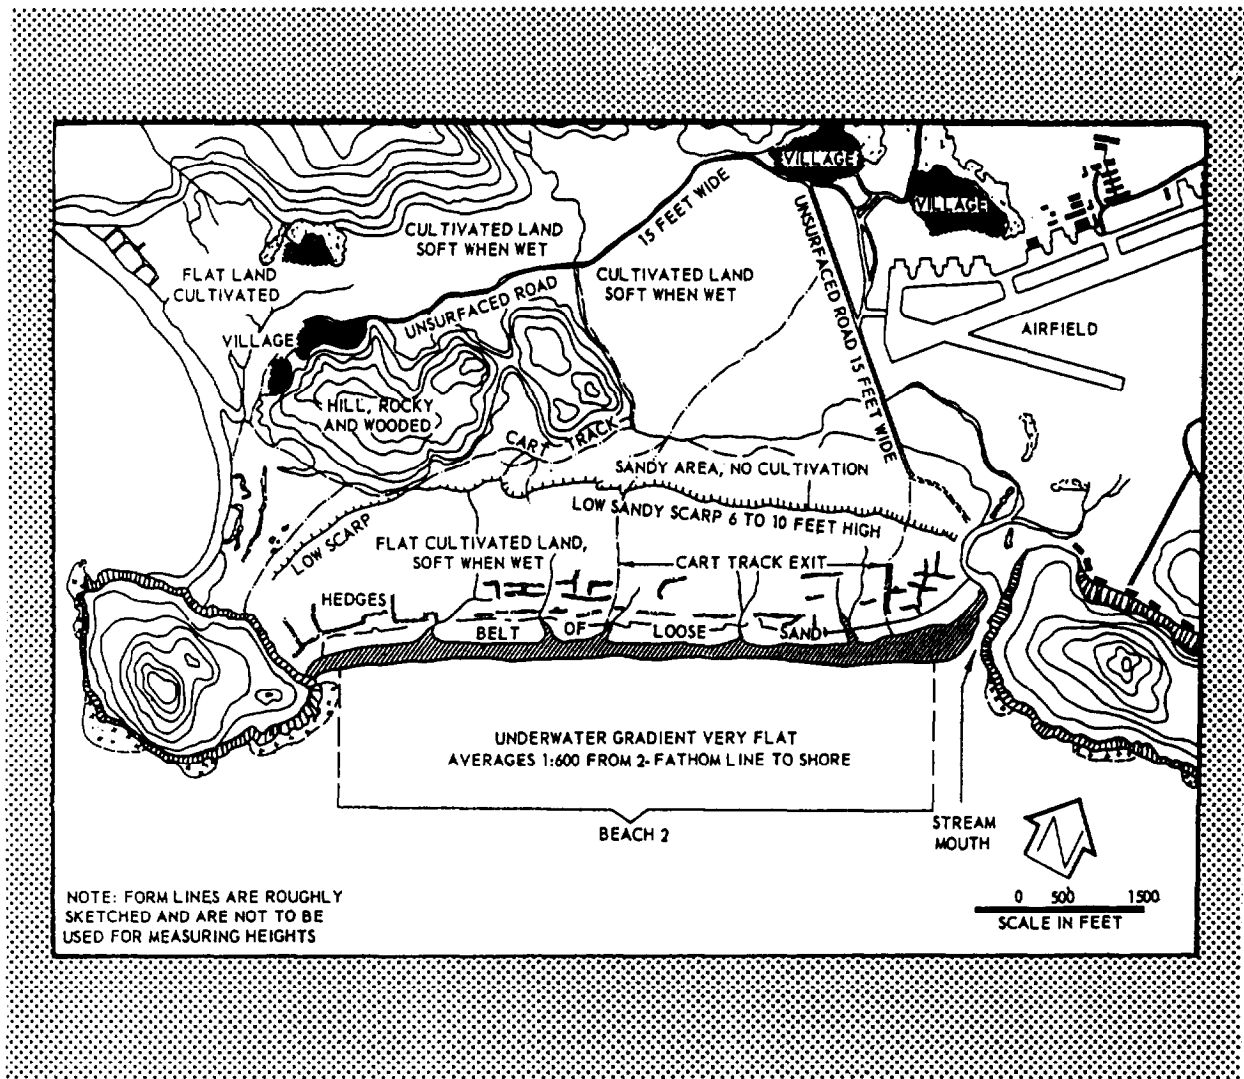 VILLAGE
VILLAGE
15 FEET WIDE
CULTIVATED LAND
SOFT WHEN WET
FLAT LAND
CULTIVATED
CULTIVATED LAND
SOFT WHEN WET
UNSURFACED ROAD
UNSURFACED ROAD 15 FEET WIDE
AIRFIELD
VILLAGE
HILL, ROCKY
AND WOODED
CART TRACK
SANDY AREA, NO CULTIVATION
LOW SANDY SCARP 6 TO 10 FEET HIGH
LOW SCARP
FLAT CULTIVATED LAND,
SOFT WHEN WET
CART TRACK EXIT
HEDGES
BELT OF LOOSE SAND
UNDERWATER GRADIENT VERY FLAT
AVERAGES 1:600 FROM 2-FATHOM LINE TO SHORE
BEACH 2
STREAM
MOUTH
N
NOTE: FORM LINES ARE ROUGHLY
SKETCHED AND ARE NOT TO BE
USED FOR MEASURING HEIGHTS
0 500 1500
SCALE IN FEET